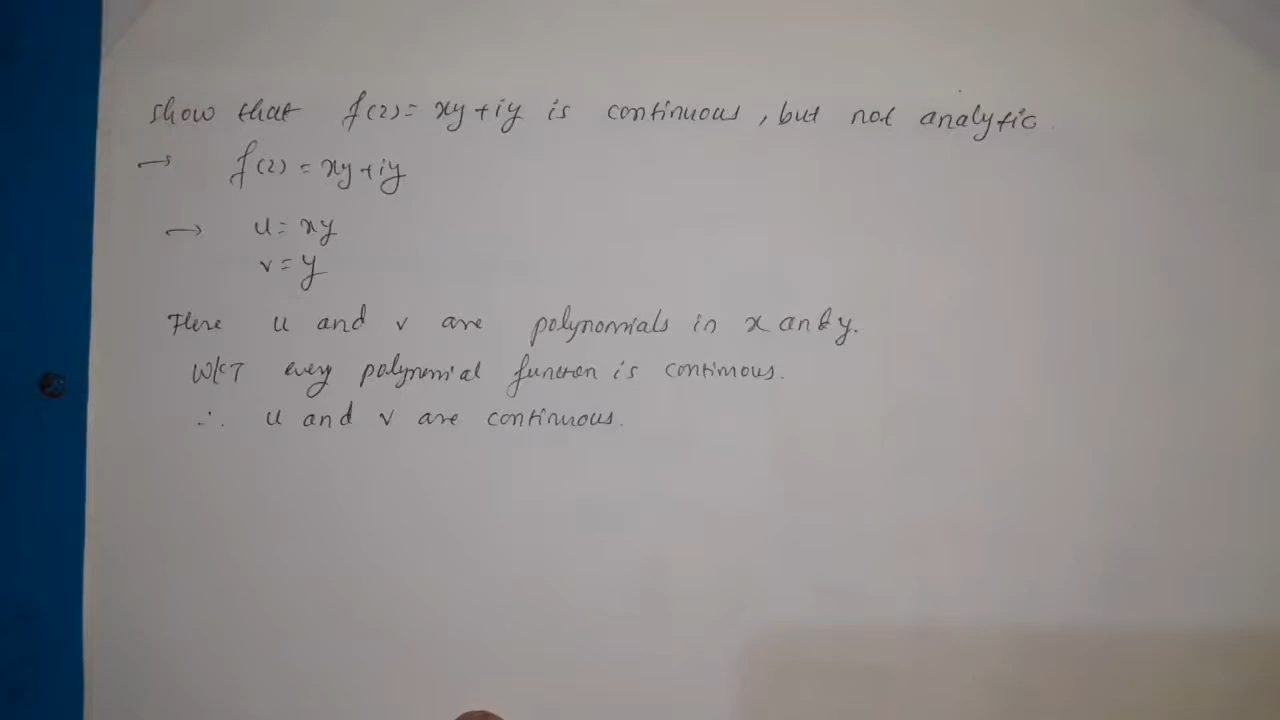 show that f(z) = xy + iy is continuous, but not analytic
→ f(z) = xy + iy
→ u = xy
v = y
Here u and v are polynomials in x and y.
WKT every polynomial function is continuous.
∴ u and v are continuous.